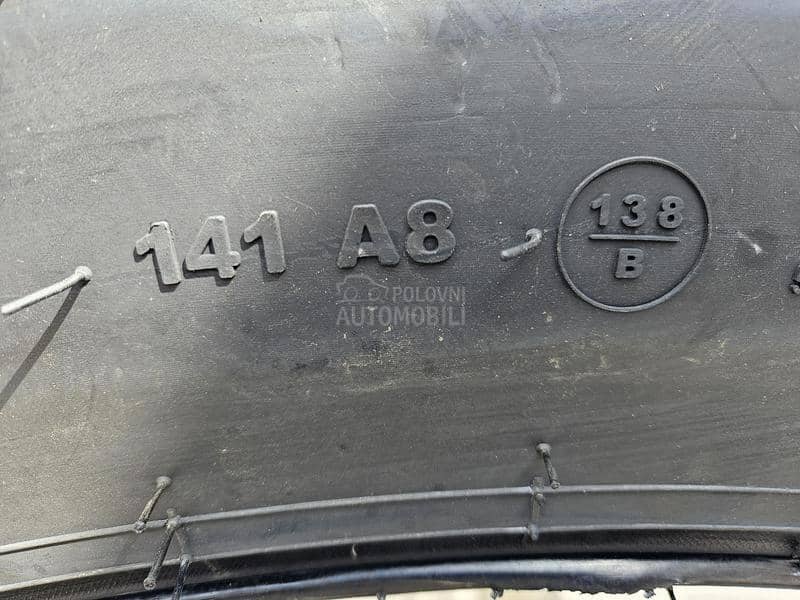 141 A8
138
B
POLOVNI
AUTOMOBILI